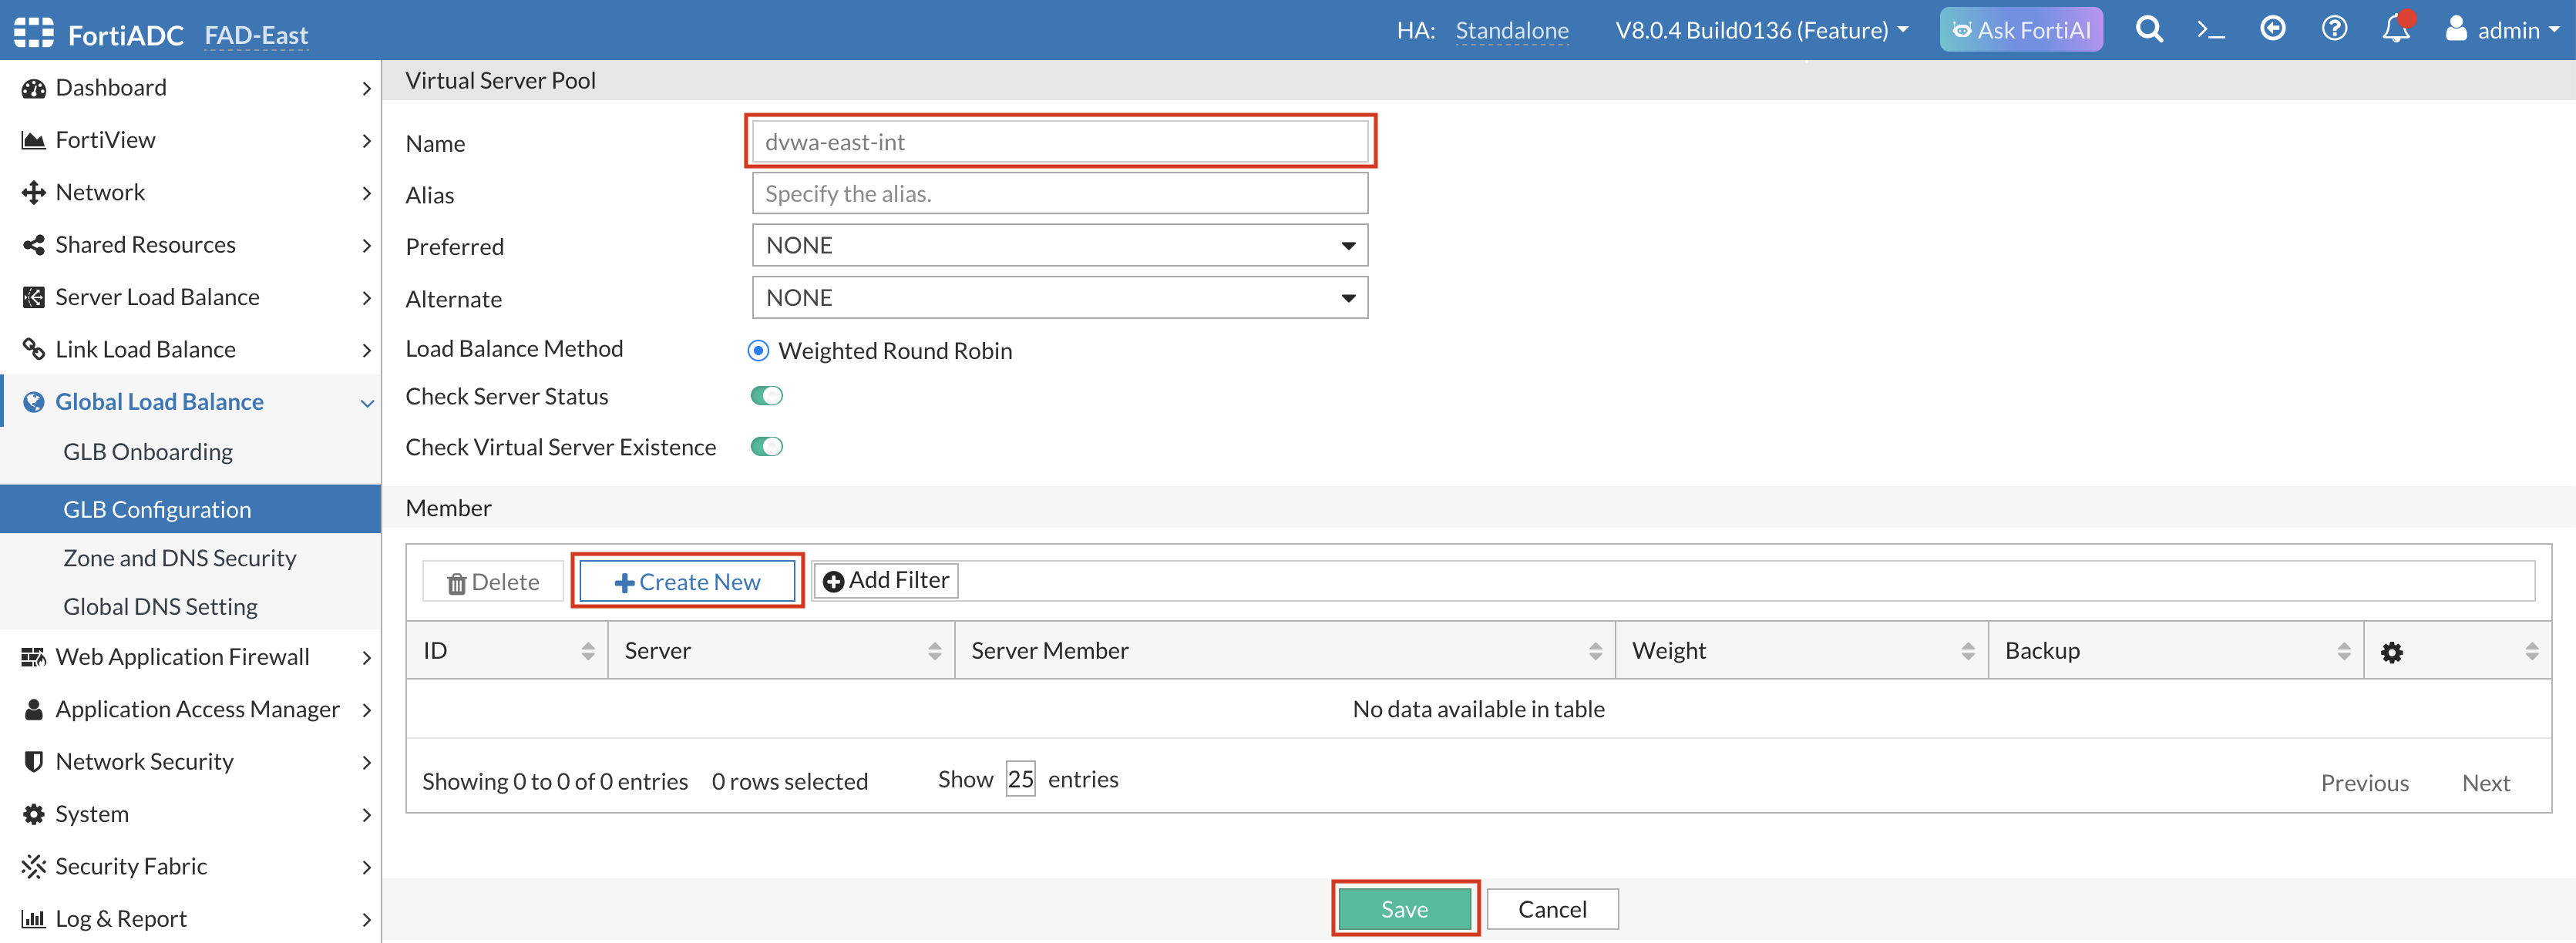 FortiADC FAD-East HA: Standalone V8.0.4 Build0136 (Feature) Ask FortiAI admin
Dashboard
FortiView
Network
Shared Resources
Server Load Balance
Link Load Balance
Global Load Balance
GLB Onboarding
GLB Configuration
Zone and DNS Security
Global DNS Setting
Web Application Firewall
Application Access Manager
Network Security
System
Security Fabric
Log & Report
Virtual Server Pool
Name dvwa-east-int
Alias Specify the alias.
Preferred NONE
Alternate NONE
Load Balance Method Weighted Round Robin
Check Server Status
Check Virtual Server Existence
Member
Delete Create New Add Filter
ID Server Server Member Weight Backup
No data available in table
Showing 0 to 0 of 0 entries 0 rows selected Show 25 entries Previous Next
Save Cancel